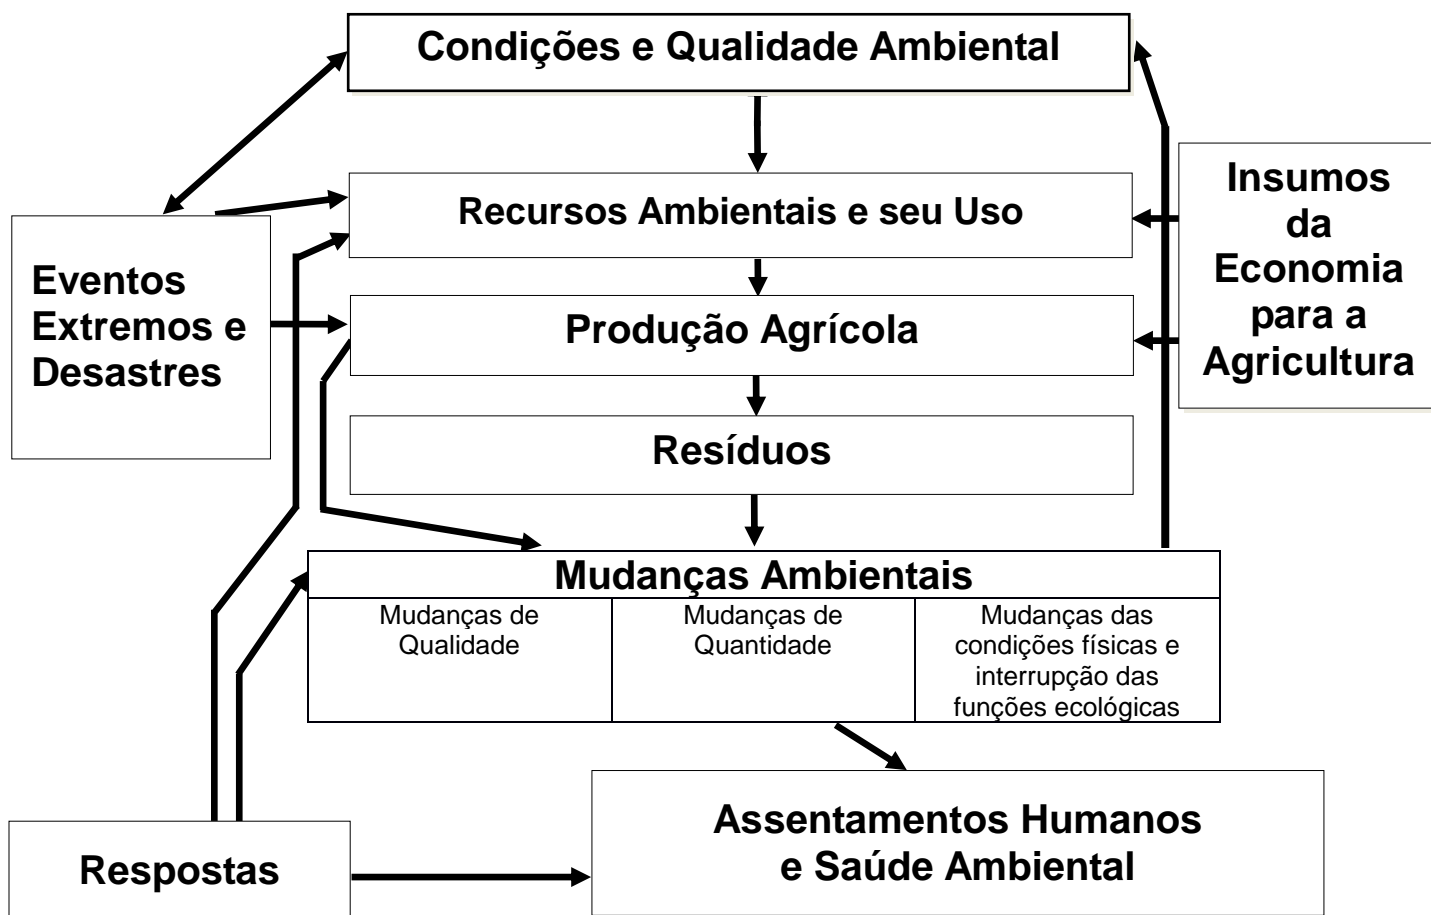 Condições e Qualidade Ambiental
Recursos Ambientais e seu Uso
Insumos
da
Economia
para a
Agricultura
Eventos
Extremos e
Desastres
Produção Agrícola
Resíduos
Mudanças Ambientais
Mudanças de
Qualidade
Mudanças de
Quantidade
Mudanças das
condições físicas e
interrupção das
funções ecológicas
Assentamentos Humanos
e Saúde Ambiental
Respostas